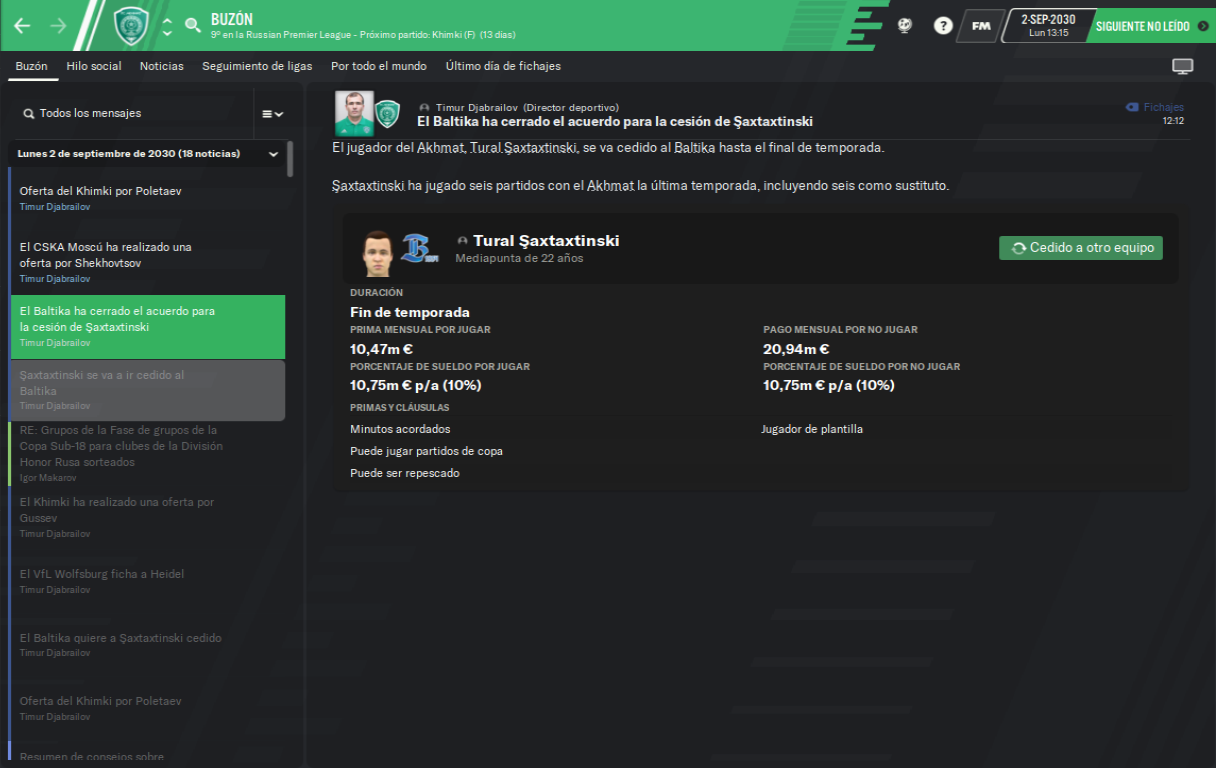 BUZÓN
9º en la Russian Premier League - Próximo partido: Khimki (F) (13 días)
?
FM
2-SEP-2030
Lun 13:15
SIGUIENTE NO LEÍDO
Buzón Hilo social Noticias Seguimiento de ligas Por todo el mundo Último día de fichajes
Todos los mensajes
Lunes 2 de septiembre de 2030 (18 noticias)
Oferta del Khimki por Poletaev
Timur Djabrailov
El CSKA Moscú ha realizado una
oferta por Shekhovtsov
Timur Djabrailov
El Baltika ha cerrado el acuerdo para
la cesión de Şaxtaxtinski
Timur Djabrailov
Şaxtaxtinski se va a ir cedido al
Baltika
Timur Djabrailov
RE: Grupos de la Fase de grupos de la
Copa Sub-18 para clubes de la División
Honor Rusa sorteados
Igor Makarov
El Khimki ha realizado una oferta por
Gussev
Timur Djabrailov
El VfL Wolfsburg ficha a Heidel
Timur Djabrailov
El Baltika quiere a Şaxtaxtinski cedido
Timur Djabrailov
Oferta del Khimki por Poletaev
Timur Djabrailov
Resumen de consejos sobre
Timur Djabrailov (Director deportivo)
El Baltika ha cerrado el acuerdo para la cesión de Şaxtaxtinski
Fichajes
12:12
El jugador del Akhmat, Tural Şaxtaxtinski, se va cedido al Baltika hasta el final de temporada.
Şaxtaxtinski ha jugado seis partidos con el Akhmat la última temporada, incluyendo seis como sustituto.
Tural Şaxtaxtinski
Mediapunta de 22 años
Cedido a otro equipo
DURACIÓN
Fin de temporada
PRIMA MENSUAL POR JUGAR PAGO MENSUAL POR NO JUGAR
10,47m € 20,94m €
PORCENTAJE DE SUELDO POR JUGAR PORCENTAJE DE SUELDO POR NO JUGAR
10,75m € p/a (10%) 10,75m € p/a (10%)
PRIMAS Y CLÁUSULAS
Minutos acordados Jugador de plantilla
Puede jugar partidos de copa
Puede ser repescado